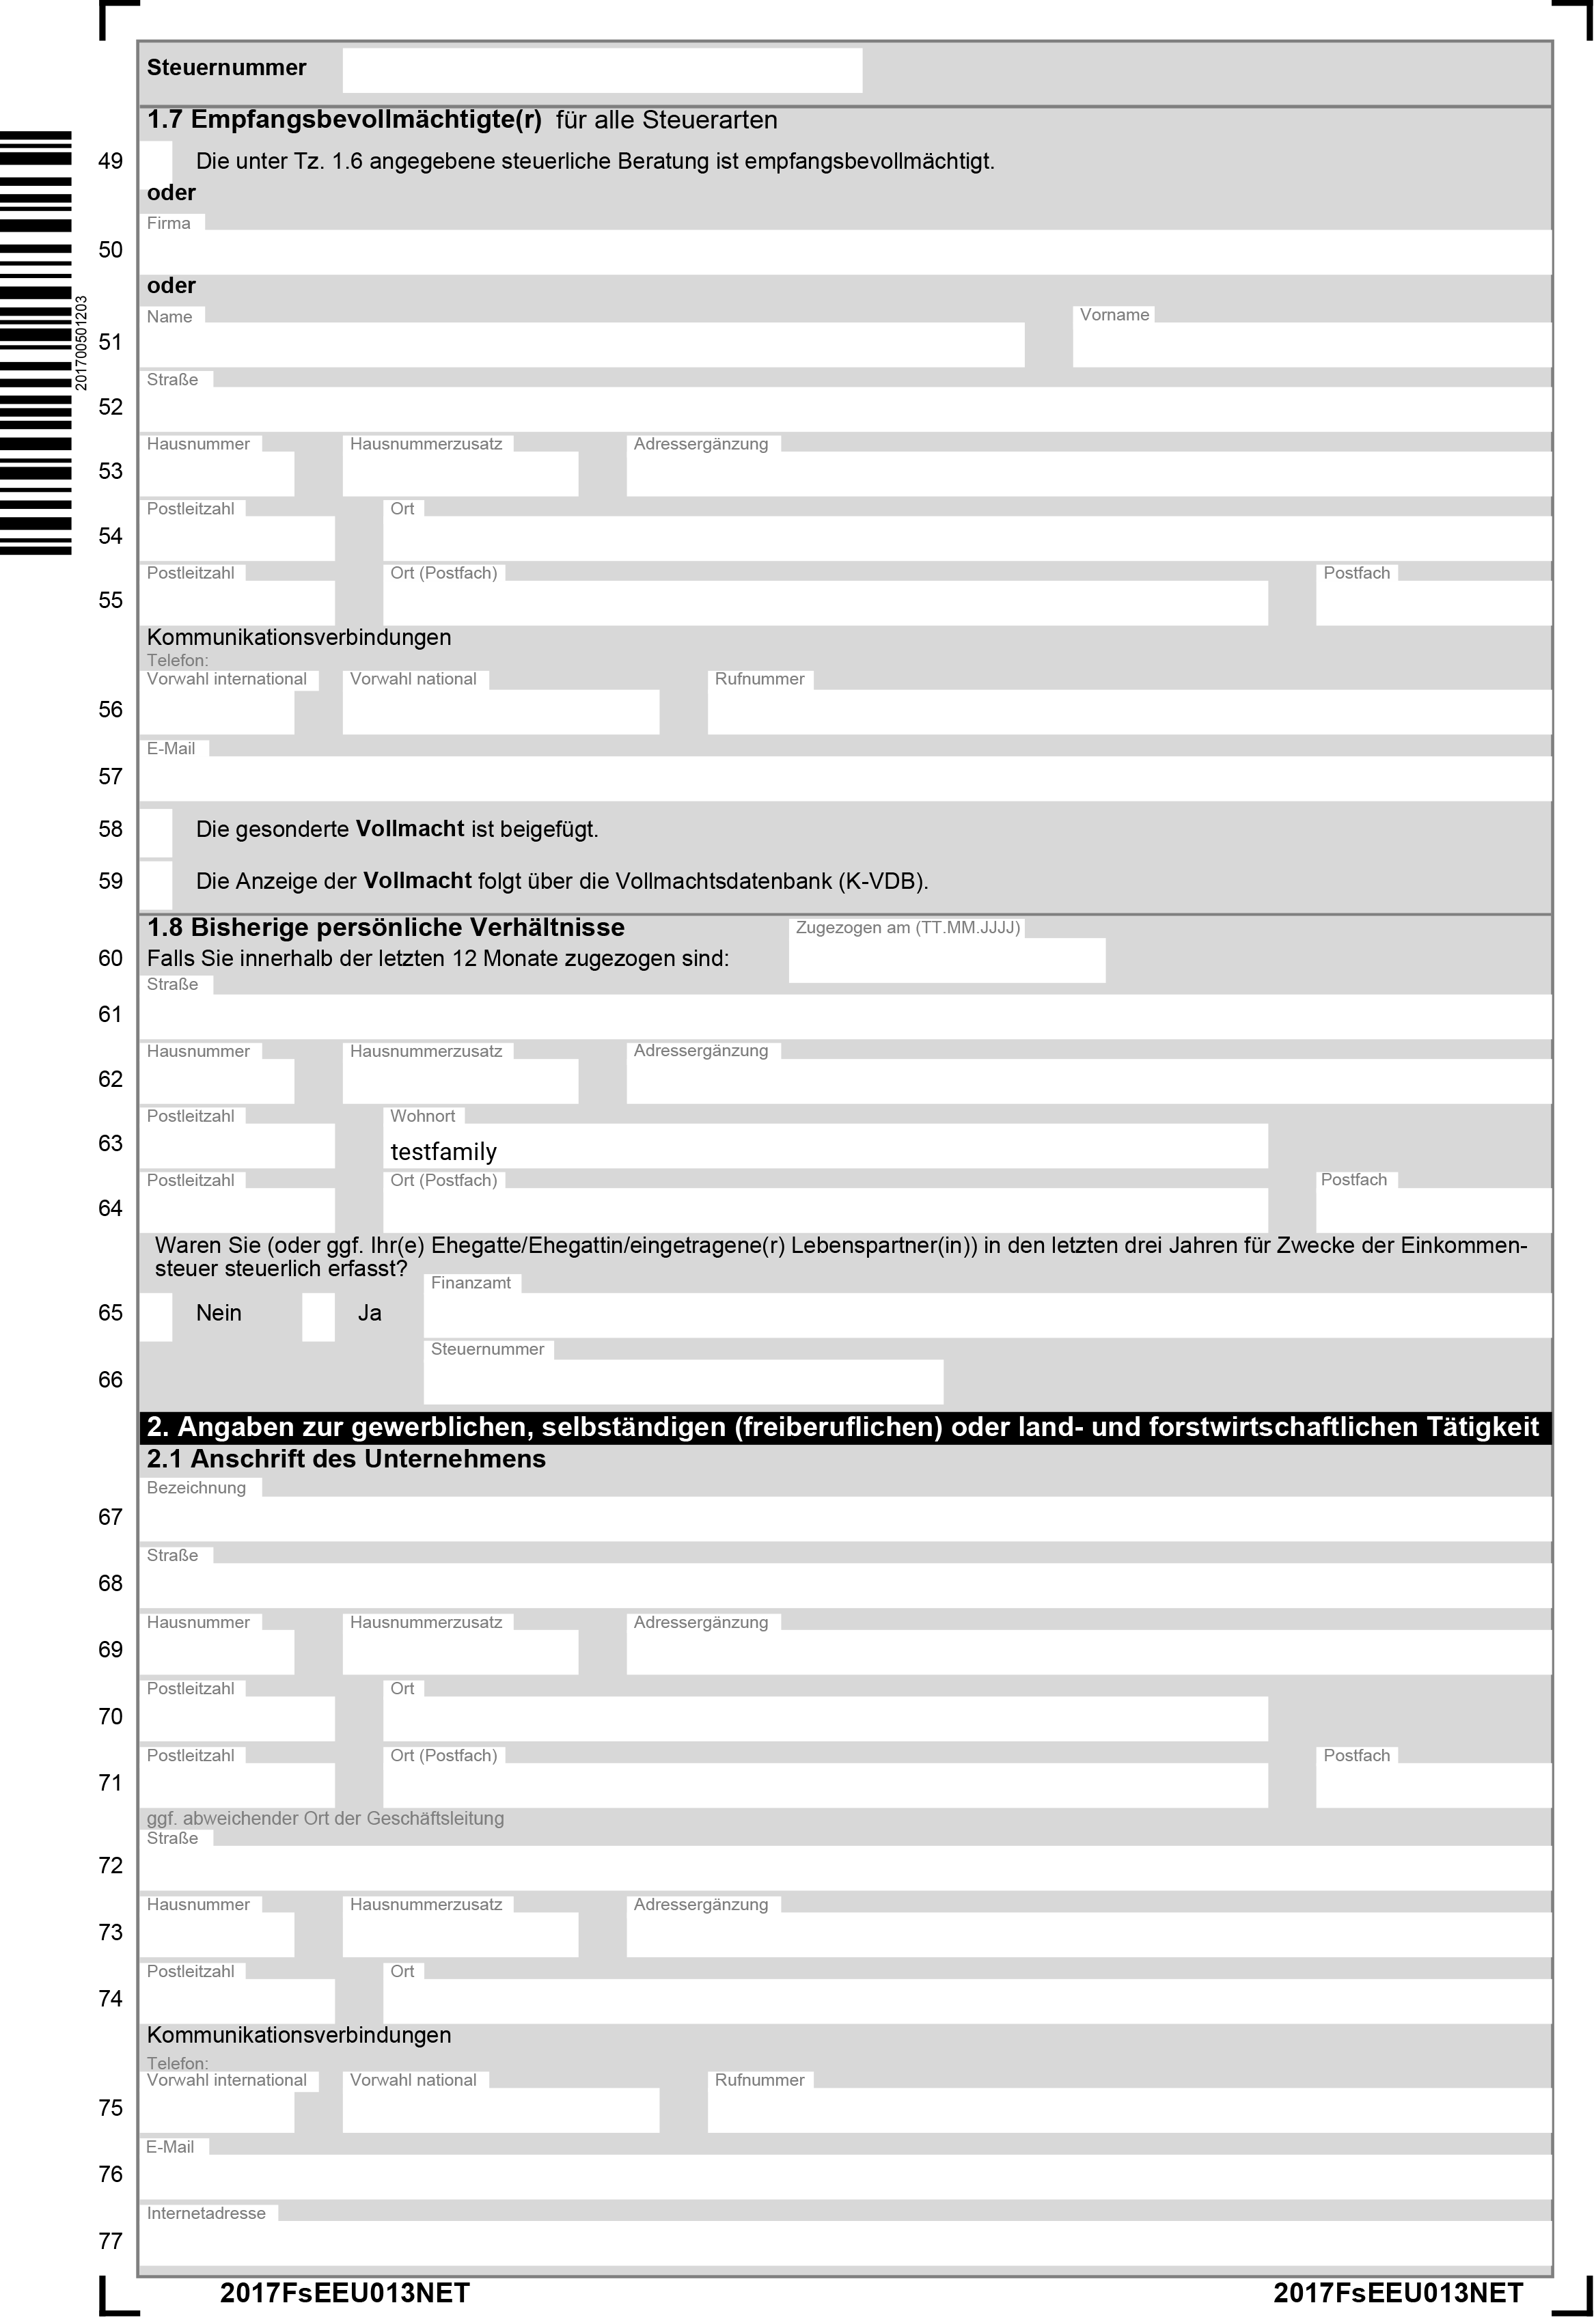 Steuernummer
1.7 Empfangsbevollmächtigte(r) für alle Steuerarten
49 Die unter Tz. 1.6 angegebene steuerliche Beratung ist empfangsbevollmächtigt.
oder
Firma
50
oder
Name Vorname
51
Straße
52
Hausnummer Hausnummerzusatz Adressergänzung
53
Postleitzahl Ort
54
Postleitzahl Ort (Postfach) Postfach
55
Kommunikationsverbindungen
Telefon:
Vorwahl international Vorwahl national Rufnummer
56
E-Mail
57
58 Die gesonderte Vollmacht ist beigefügt.
59 Die Anzeige der Vollmacht folgt über die Vollmachtsdatenbank (K-VDB).
201700501203
1.8 Bisherige persönliche Verhältnisse Zugezogen am (TT.MM.JJJJ)
60 Falls Sie innerhalb der letzten 12 Monate zugezogen sind:
Straße
61
Hausnummer Hausnummerzusatz Adressergänzung
62
Postleitzahl Wohnort
63 testfamily
Postleitzahl Ort (Postfach) Postfach
64
Waren Sie (oder ggf. Ihr(e) Ehegatte/Ehegattin/eingetragene(r) Lebenspartner(in)) in den letzten drei Jahren für Zwecke der Einkommen-
steuer steuerlich erfasst?
Finanzamt
65 Nein Ja
Steuernummer
66
2. Angaben zur gewerblichen, selbständigen (freiberuflichen) oder land- und forstwirtschaftlichen Tätigkeit
2.1 Anschrift des Unternehmens
Bezeichnung
67
Straße
68
Hausnummer Hausnummerzusatz Adressergänzung
69
Postleitzahl Ort
70
Postleitzahl Ort (Postfach) Postfach
71
ggf. abweichender Ort der Geschäftsleitung
Straße
72
Hausnummer Hausnummerzusatz Adressergänzung
73
Postleitzahl Ort
74
Kommunikationsverbindungen
Telefon:
Vorwahl international Vorwahl national Rufnummer
75
E-Mail
76
Internetadresse
77
2017FsEEU013NET 2017FsEEU013NET